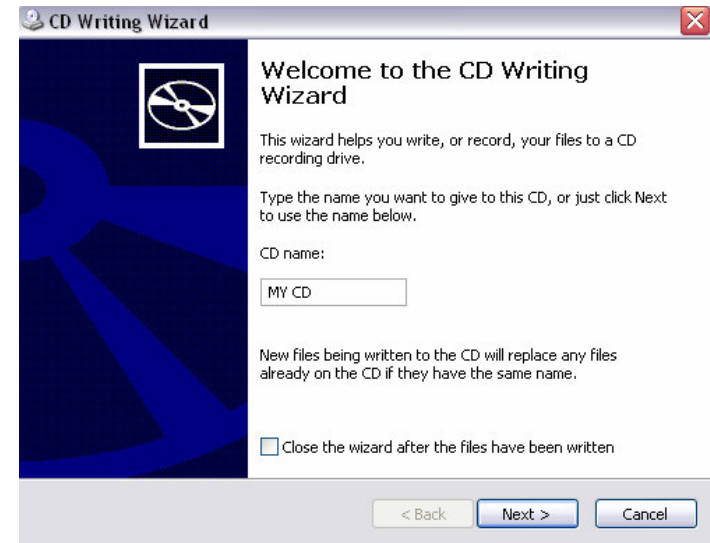 CD Writing Wizard
Welcome to the CD Writing
Wizard
This wizard helps you write, or record, your files to a CD
recording drive.
Type the name you want to give to this CD, or just click Next
to use the name below.
CD name:
MY CD
New files being written to the CD will replace any files
already on the CD if they have the same name.
Close the wizard after the files have been written
< Back Next > Cancel